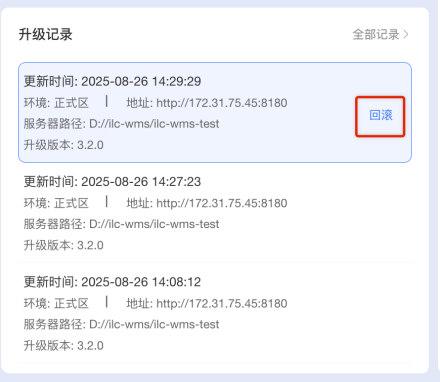 升级记录
全部记录 >
更新时间: 2025-08-26 14:29:29
环境: 正式区 | 地址: http://172.31.75.45:8180
回滚
服务器路径: D://ilc-wms/ilc-wms-test
升级版本: 3.2.0
更新时间: 2025-08-26 14:27:23
环境: 正式区 | 地址: http://172.31.75.45:8180
服务器路径: D://ilc-wms/ilc-wms-test
升级版本: 3.2.0
更新时间: 2025-08-26 14:08:12
环境: 正式区 | 地址: http://172.31.75.45:8180
服务器路径: D://ilc-wms/ilc-wms-test
升级版本: 3.2.0